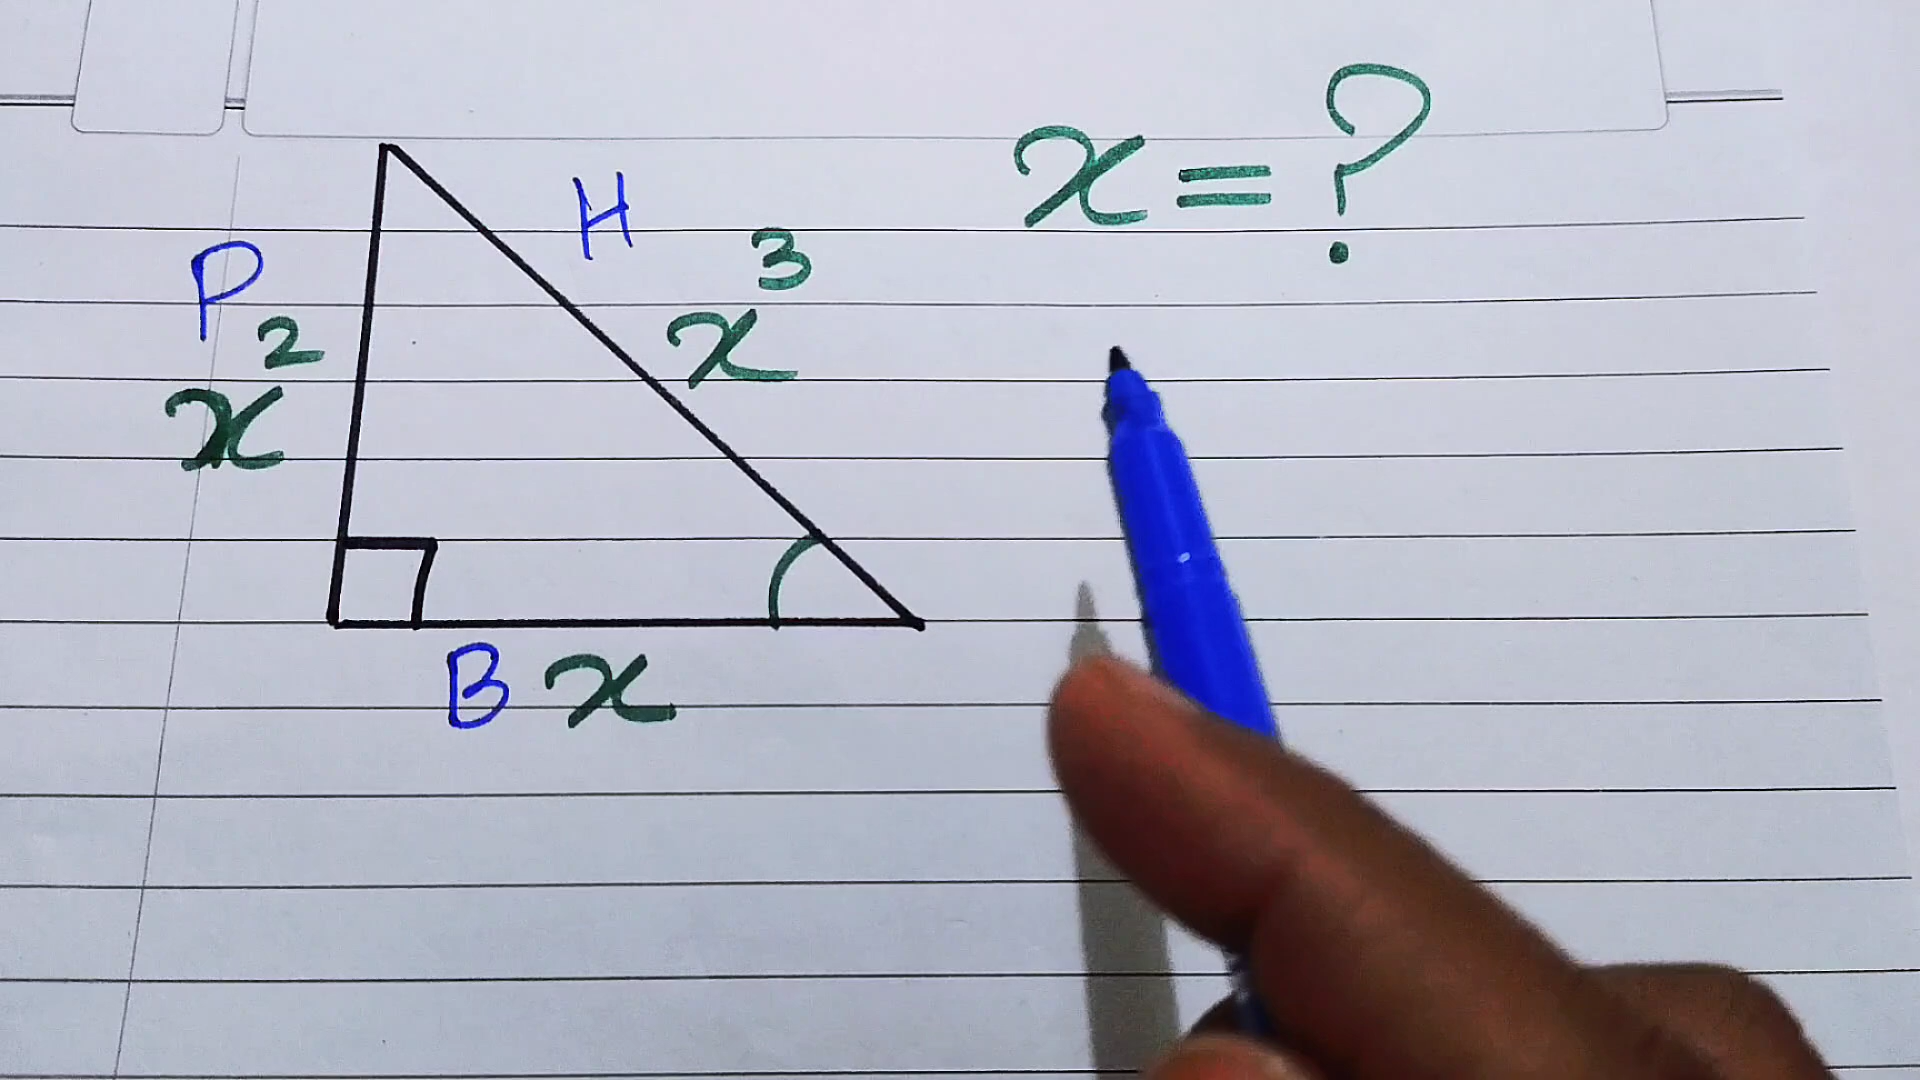 x = ?
H
P
x³
x²
B x